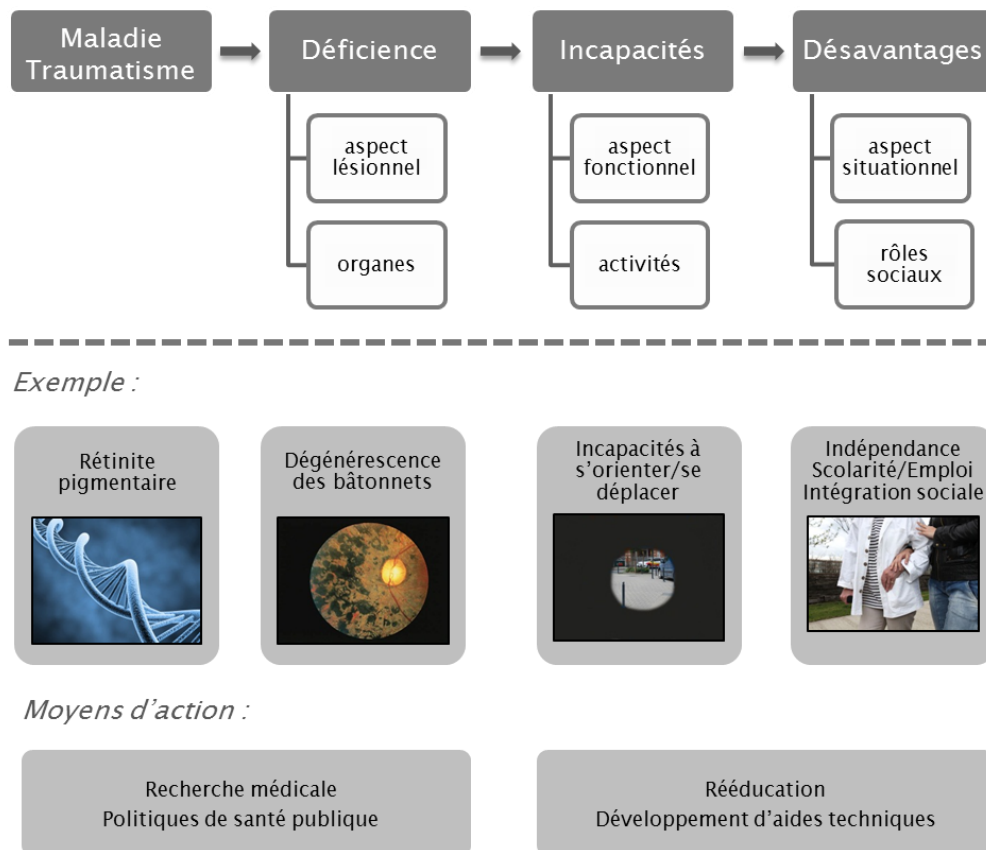 Maladie
Traumatisme
Déficience
Incapacités
Désavantages
aspect
lésionnel
aspect
fonctionnel
aspect
situationnel
organes
activités
rôles
sociaux
Exemple :
Rétinite
pigmentaire
Dégénérescence
des bâtonnets
Incapacités à
s'orienter/se
déplacer
Indépendance
Scolarité/Emploi
Intégration sociale
Moyens d'action :
Recherche médicale
Politiques de santé publique
Rééducation
Développement d'aides techniques